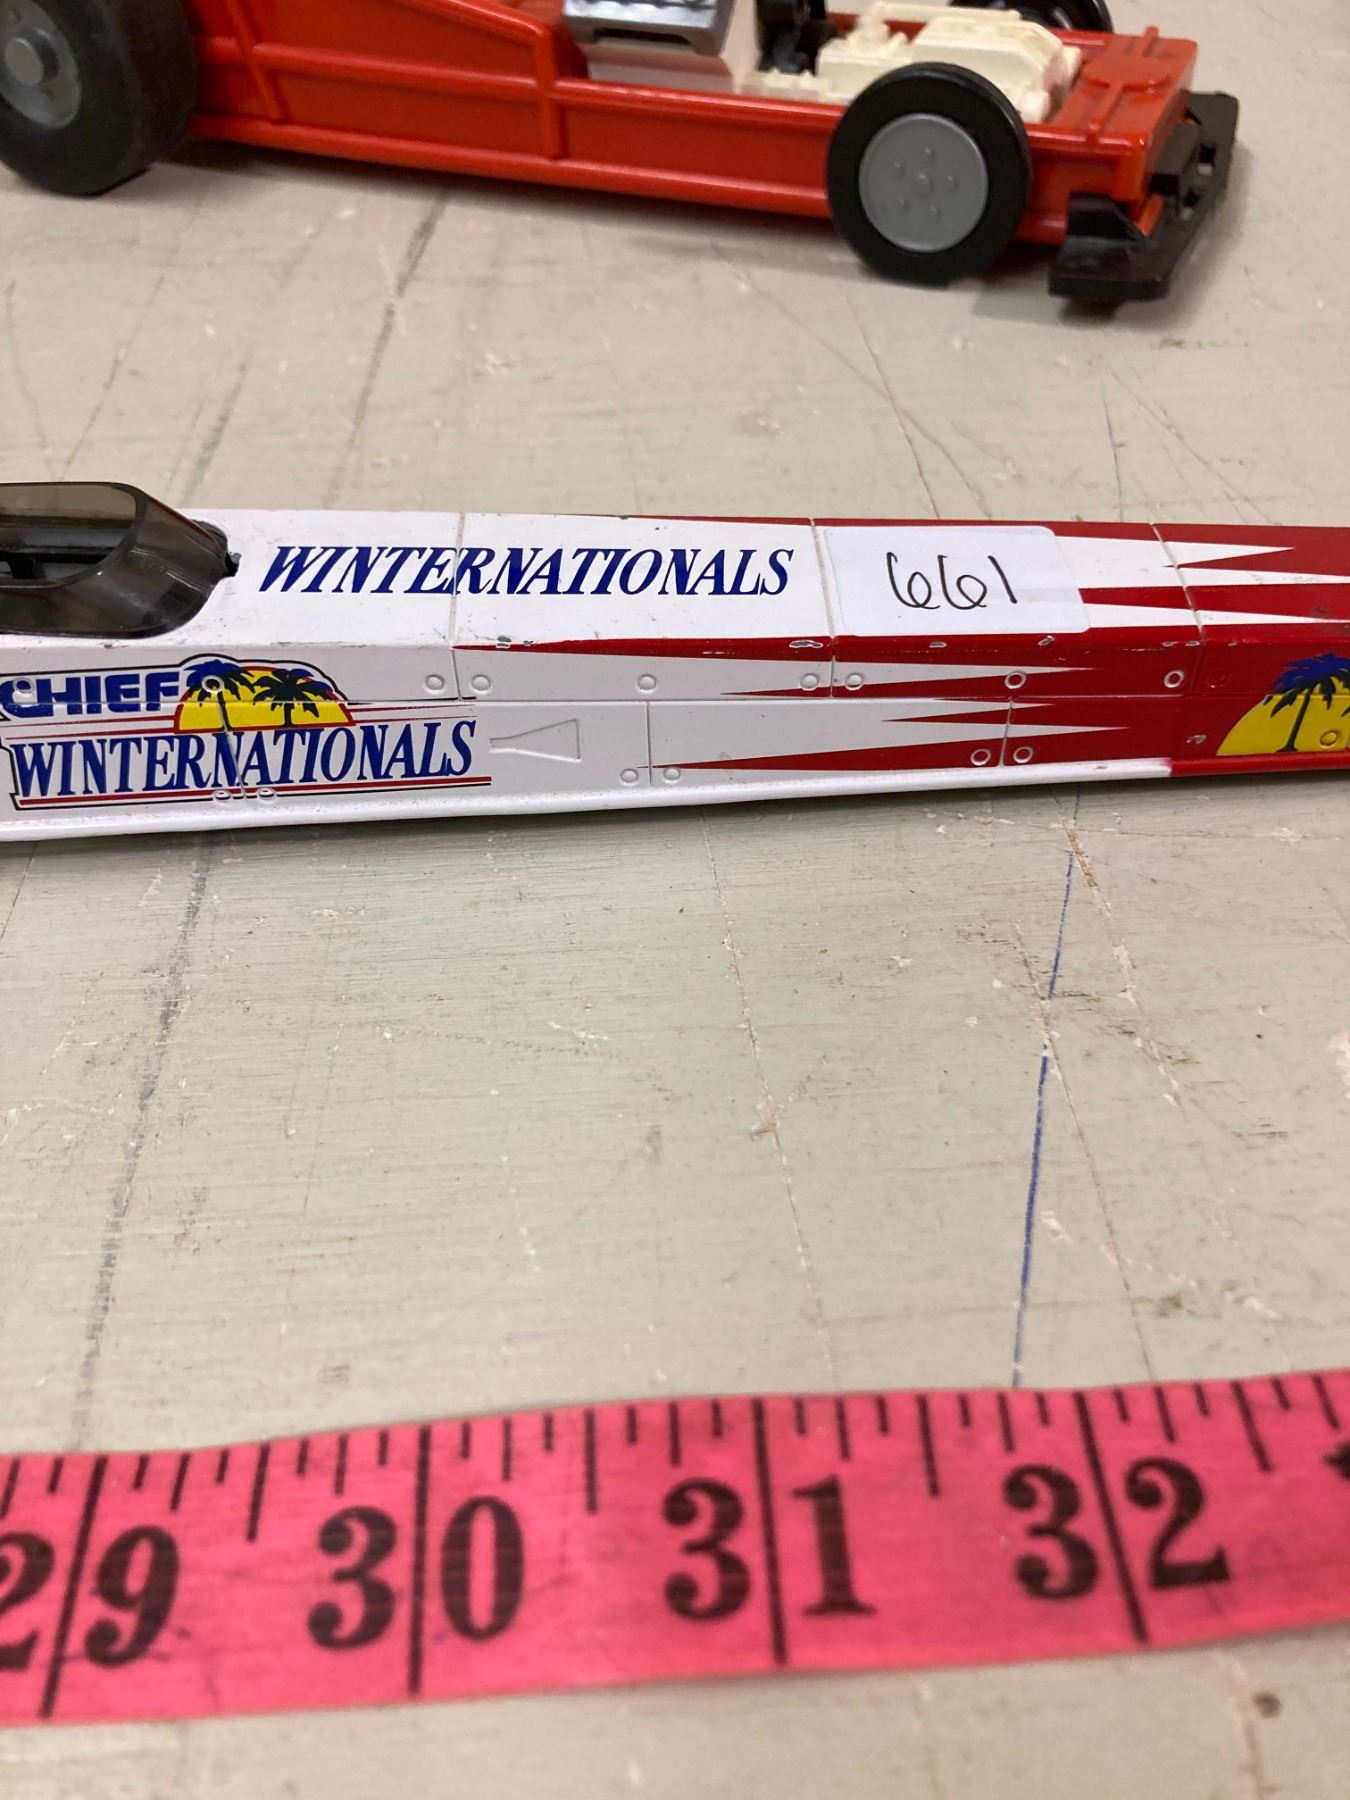 WINTERNATIONALS
661
CHIEF
WINTERNATIONALS
29 30 31 32